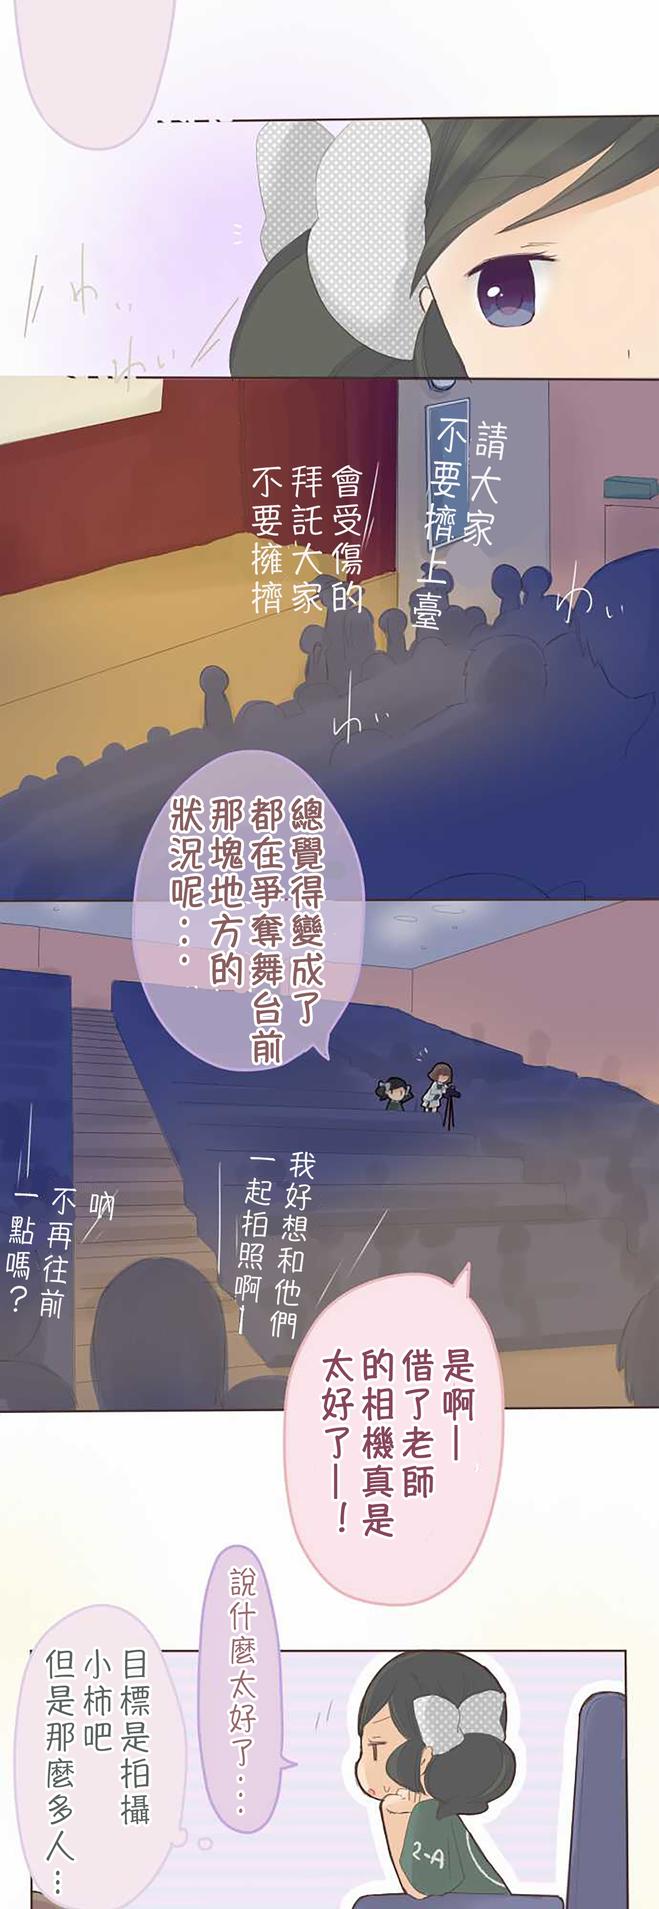 わぃ
わぃ
請大家
不要擠上臺
會受傷的
拜託大家
不要擁擠
わぃ
わぃ
總覺得變成了
都在爭奪舞台前
那塊地方的
狀況呢…
我好想和他們
一起拍照啊—
吶
不再往前
一點嗎？
是啊—
借了老師
的相機真是
太好了—！
說什麼太好了…
目標是拍攝
小柿吧
但是那麼多人…
2-A